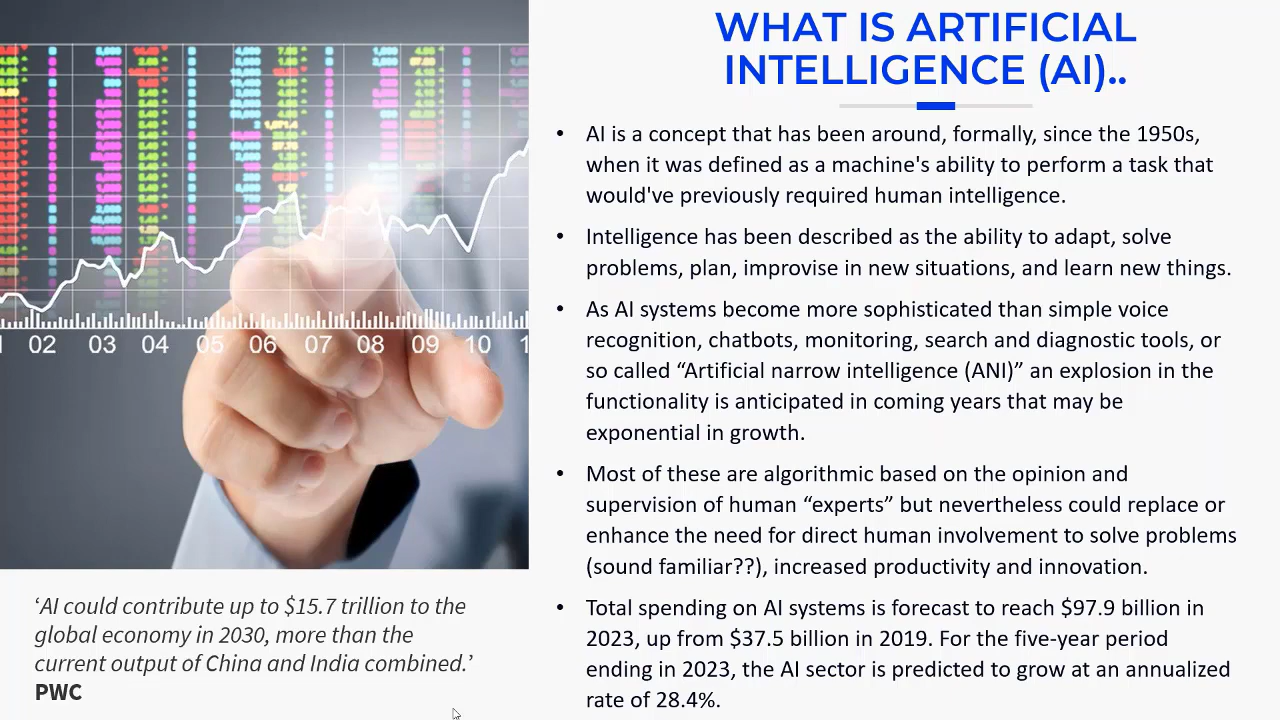 WHAT IS ARTIFICIAL
INTELLIGENCE (AI)..
• AI is a concept that has been around, formally, since the 1950s,
when it was defined as a machine's ability to perform a task that
would've previously required human intelligence.
• Intelligence has been described as the ability to adapt, solve
problems, plan, improvise in new situations, and learn new things.
• As AI systems become more sophisticated than simple voice
recognition, chatbots, monitoring, search and diagnostic tools, or
so called “Artificial narrow intelligence (ANI)” an explosion in the
functionality is anticipated in coming years that may be
exponential in growth.
• Most of these are algorithmic based on the opinion and
supervision of human “experts” but nevertheless could replace or
enhance the need for direct human involvement to solve problems
(sound familiar??), increased productivity and innovation.
• Total spending on AI systems is forecast to reach $97.9 billion in
2023, up from $37.5 billion in 2019. For the five-year period
ending in 2023, the AI sector is predicted to grow at an annualized
rate of 28.4%.
02 03 04 05 06 07 08 09 10
‘AI could contribute up to $15.7 trillion to the
global economy in 2030, more than the
current output of China and India combined.’
PWC